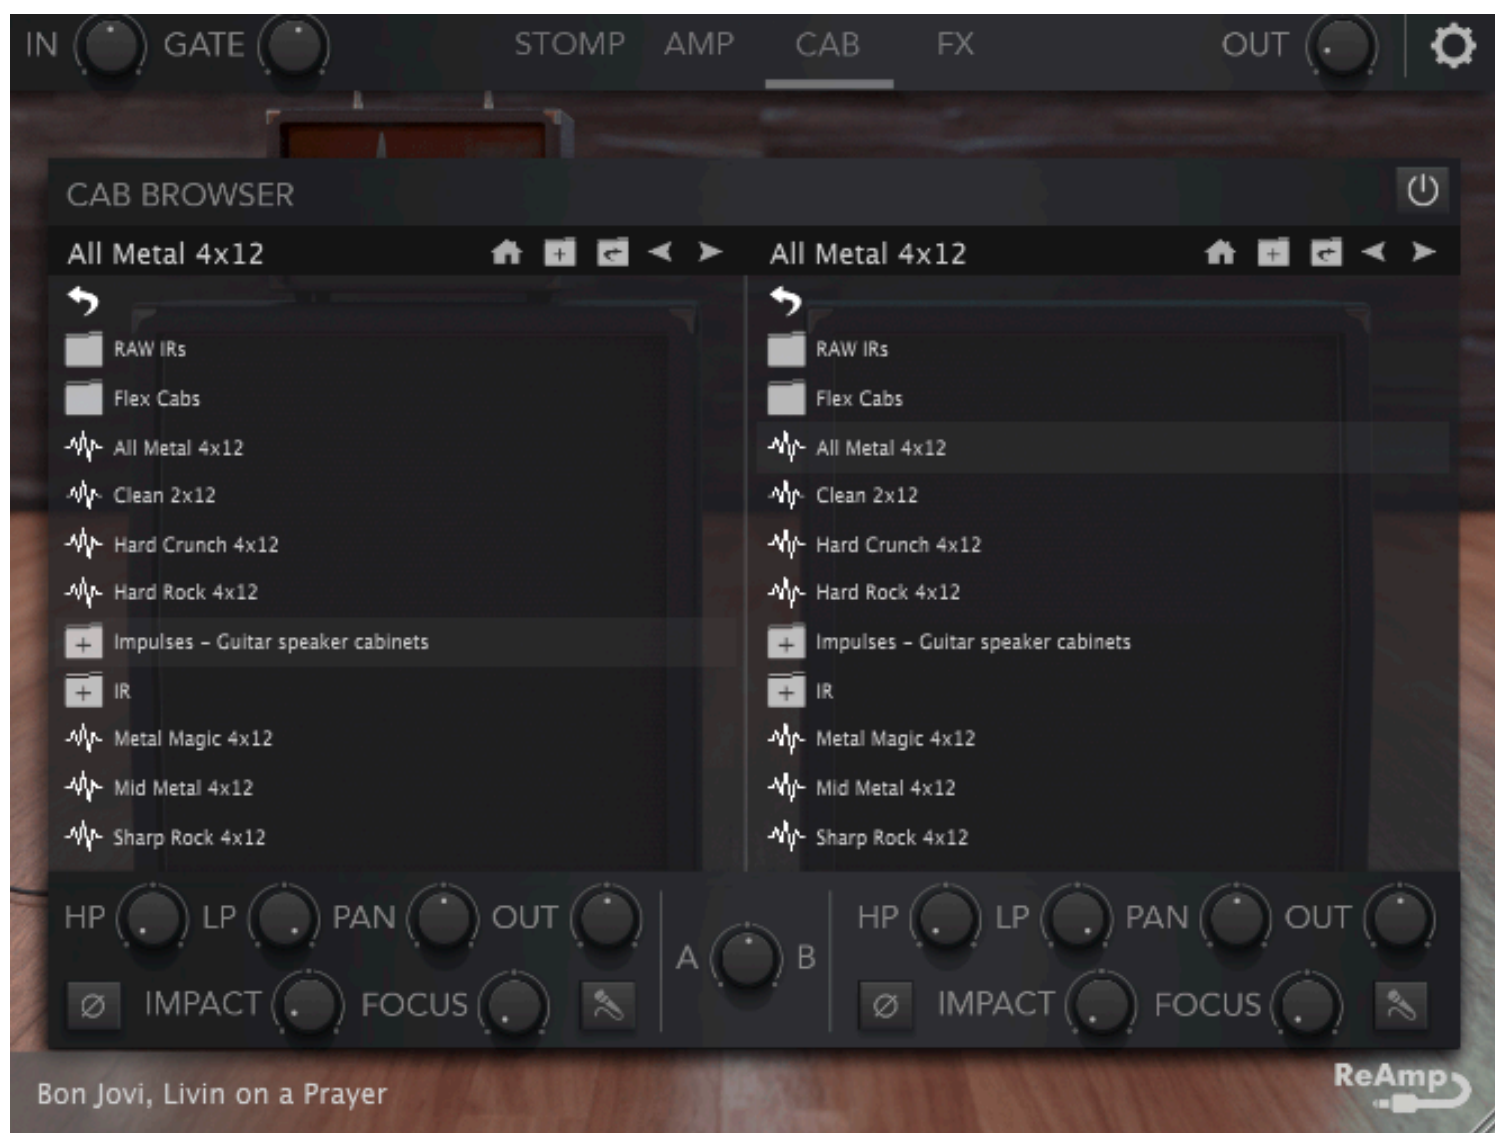 IN GATE STOMP AMP CAB FX OUT
CAB BROWSER
All Metal 4x12
RAW IRs
Flex Cabs
All Metal 4x12
Clean 2x12
Hard Crunch 4x12
Hard Rock 4x12
Impulses – Guitar speaker cabinets
IR
Metal Magic 4x12
Mid Metal 4x12
Sharp Rock 4x12
All Metal 4x12
RAW IRs
Flex Cabs
All Metal 4x12
Clean 2x12
Hard Crunch 4x12
Hard Rock 4x12
Impulses – Guitar speaker cabinets
IR
Metal Magic 4x12
Mid Metal 4x12
Sharp Rock 4x12
HP LP PAN OUT
Ø IMPACT FOCUS
A B
HP LP PAN OUT
Ø IMPACT FOCUS
Bon Jovi, Livin on a Prayer
ReAmp